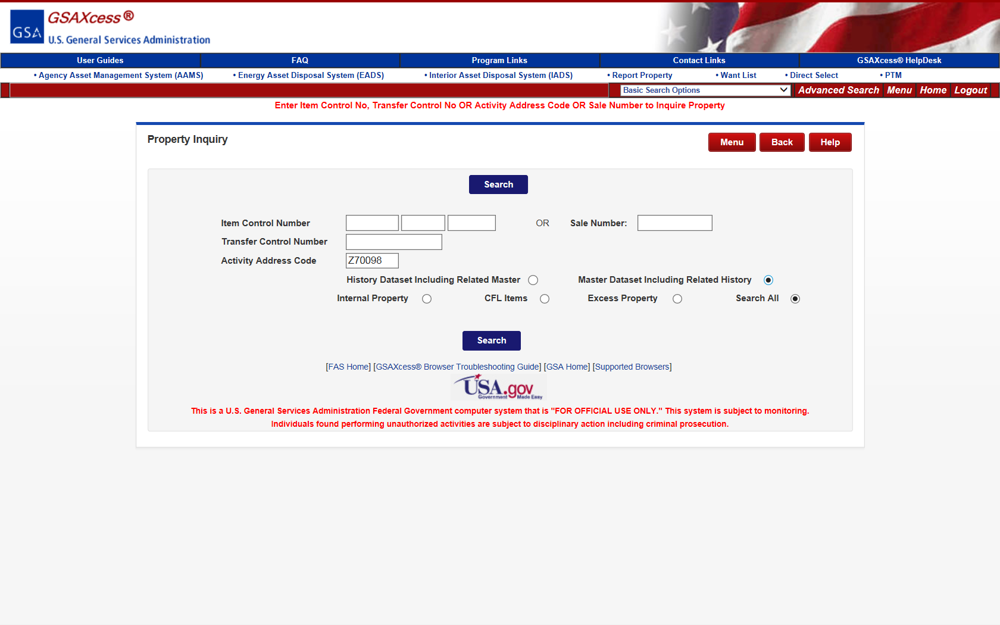 GSAXcess®
GSA
U.S. General Services Administration
User Guides FAQ Program Links Contact Links GSAXcess® HelpDesk
• Agency Asset Management System (AAMS) • Energy Asset Disposal System (EADS) • Interior Asset Disposal System (IADS) • Report Property • Want List • Direct Select • PTM
Basic Search Options Advanced Search Menu Home Logout
Enter Item Control No, Transfer Control No OR Activity Address Code OR Sale Number to Inquire Property
Property Inquiry
Menu Back Help
Search
Item Control Number OR Sale Number:
Transfer Control Number
Activity Address Code Z70098
History Dataset Including Related Master Master Dataset Including Related History
Internal Property CFL Items Excess Property Search All
Search
[FAS Home] [GSAXcess® Browser Troubleshooting Guide] [GSA Home] [Supported Browsers]
USA.gov
Government Made Easy
This is a U.S. General Services Administration Federal Government computer system that is "FOR OFFICIAL USE ONLY." This system is subject to monitoring.
Individuals found performing unauthorized activities are subject to disciplinary action including criminal prosecution.